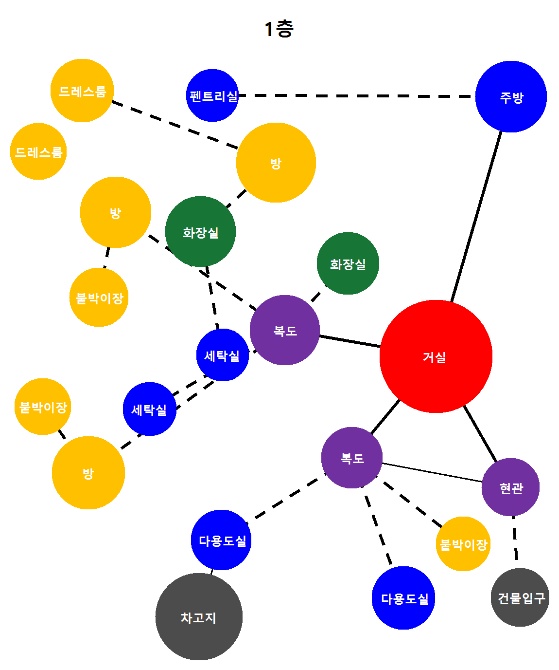 1층
드레스룸
펜트리실
주방
드레스룸
방
방
화장실
화장실
붙박이장
복도
세탁실
거실
붙박이장
세탁실
복도
방
현관
다용도실
붙박이장
다용도실
건물입구
차고지